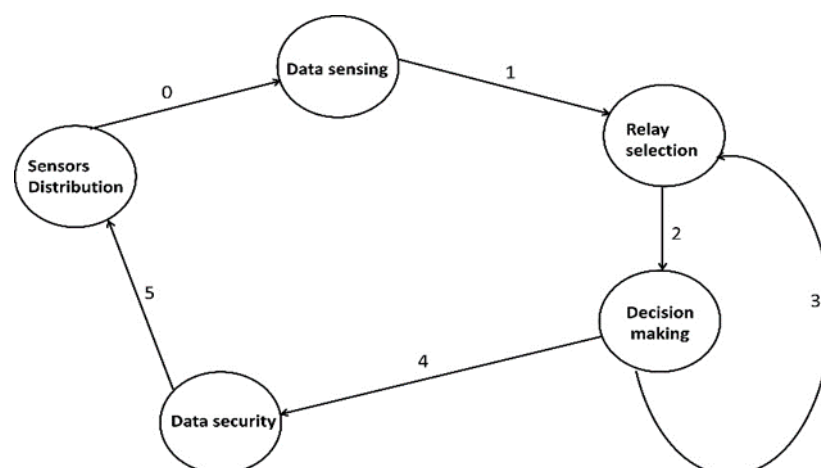 Data sensing
0
1
Relay
selection
Sensors
Distribution
2
5
3
Decision
making
4
Data security